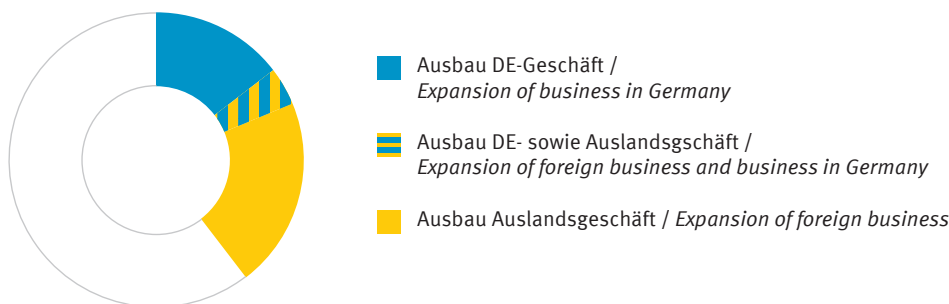 Ausbau DE-Geschäft /
Expansion of business in Germany
Ausbau DE- sowie Auslandsgschäft /
Expansion of foreign business and business in Germany
Ausbau Auslandsgeschäft / Expansion of foreign business